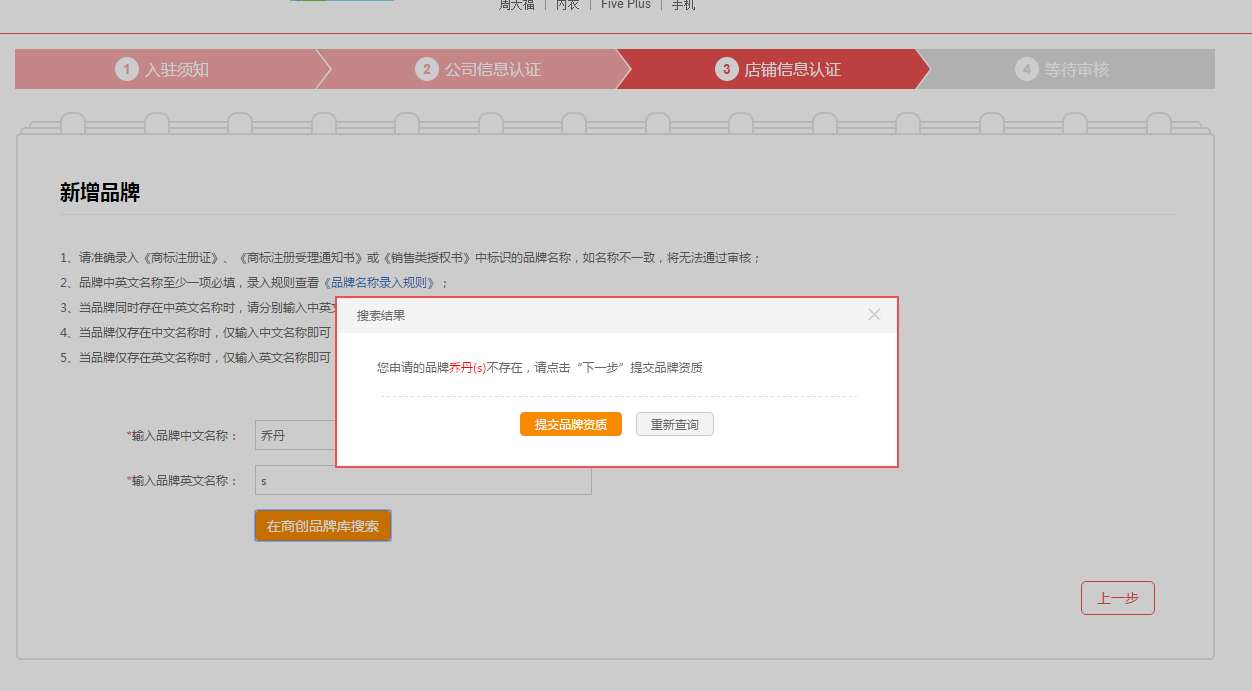 周大福 | 内衣 | Five Plus | 手机
1 入驻须知 2 公司信息认证 3 店铺信息认证 4 等待审核
新增品牌
1、请准确录入《商标注册证》、《商标注册受理通知书》或《销售类授权书》中标识的品牌名称，如名称不一致，将无法通过审核；
2、品牌中英文名称至少一项必填，录入规则查看《品牌名称录入规则》；
3、当品牌同时存在中英文名称时，请分别输入中英
4、当品牌仅存在中文名称时，仅输入中文名称即可
5、当品牌仅存在英文名称时，仅输入英文名称即可
搜索结果
您申请的品牌乔丹(s)不存在，请点击“下一步”提交品牌资质
提交品牌资质 重新查询
*输入品牌中文名称： 乔丹
*输入品牌英文名称： s
在商创品牌库搜索
上一步